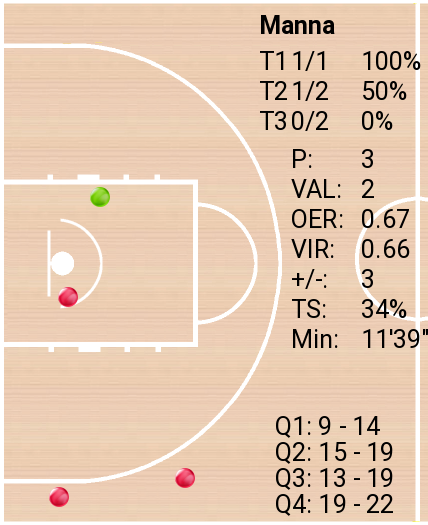 Manna
T1 1/1 100%
T2 1/2 50%
T3 0/2 0%
P: 3
VAL: 2
OER: 0.67
VIR: 0.66
+/-: 3
TS: 34%
Min: 11'39"
Q1: 9 - 14
Q2: 15 - 19
Q3: 13 - 19
Q4: 19 - 22